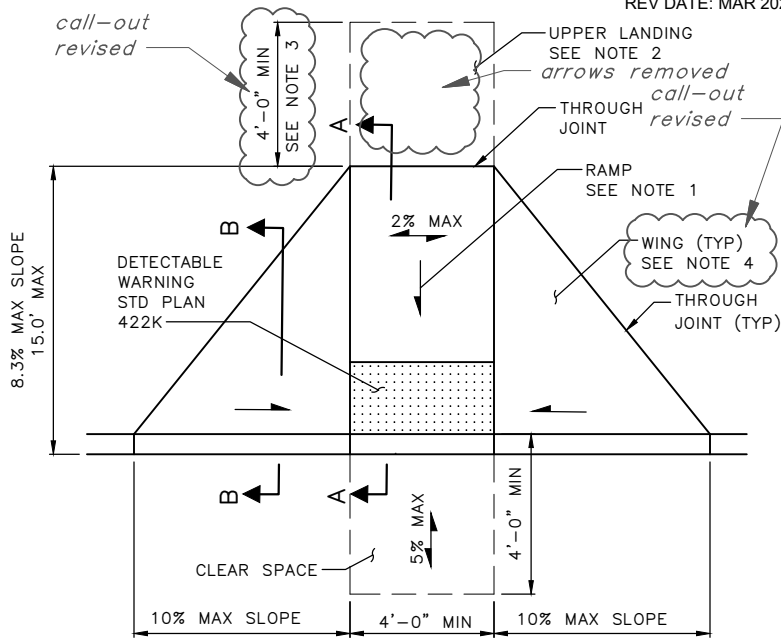 REV DATE: MAR 202
call-out
revised
4'-0" MIN
SEE NOTE 3
UPPER LANDING
SEE NOTE 2
arrows removed
call-out
revised
A
THROUGH
JOINT
RAMP
SEE NOTE 1
8.3% MAX SLOPE
15.0' MAX
B
2% MAX
DETECTABLE
WARNING
STD PLAN
422K
WING (TYP)
SEE NOTE 4
THROUGH
JOINT (TYP)
B
A
5% MAX
4'-0" MIN
CLEAR SPACE
10% MAX SLOPE
4'-0" MIN
10% MAX SLOPE